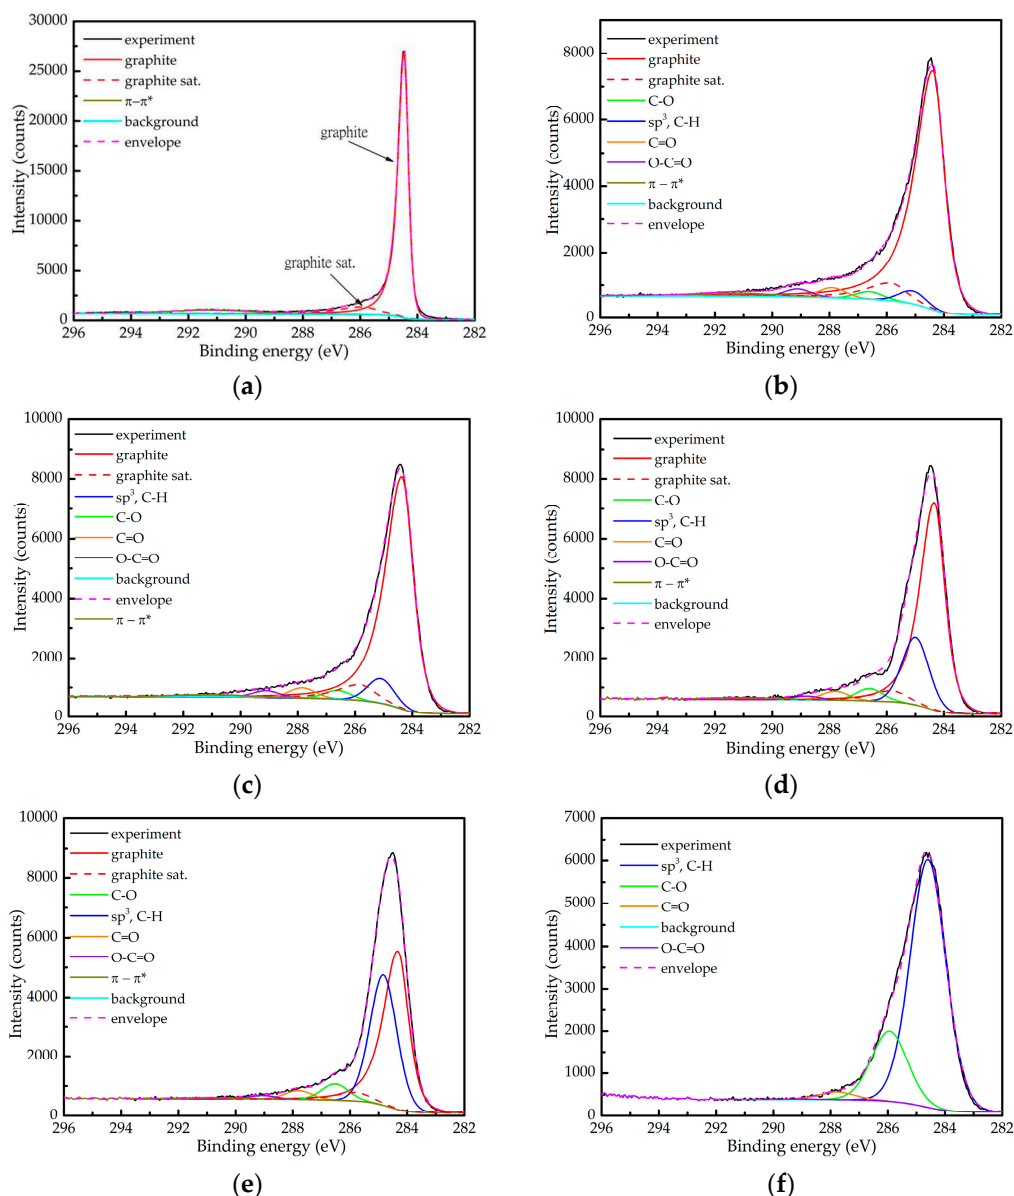 30000
25000
20000
15000
10000
5000
0
Intensity (counts)
experiment
graphite
graphite sat.
π−π*
background
envelope
graphite
graphite sat.
296 294 292 290 288 286 284 282
Binding energy (eV)
(a)
8000
6000
4000
2000
0
Intensity (counts)
experiment
graphite
graphite sat.
C-O
sp³, C-H
C=O
O-C=O
π − π*
background
envelope
296 294 292 290 288 286 284 282
Binding energy (eV)
(b)
10000
8000
6000
4000
2000
0
Intensity (counts)
experiment
graphite
graphite sat.
sp³, C-H
C-O
C=O
O-C=O
background
envelope
π − π*
296 294 292 290 288 286 284 282
Binding energy (eV)
(c)
10000
8000
6000
4000
2000
0
Intensity (counts)
experiment
graphite
graphite sat.
C-O
sp³, C-H
C=O
O-C=O
π − π*
background
envelope
296 294 292 290 288 286 284 282
Binding energy (eV)
(d)
10000
8000
6000
4000
2000
0
Intensity (counts)
experiment
graphite
graphite sat.
C-O
sp³, C-H
C=O
O-C=O
π − π*
background
envelope
296 294 292 290 288 286 284 282
Binding energy (eV)
(e)
7000
6000
5000
4000
3000
2000
1000
0
Intensity (counts)
experiment
sp³, C-H
C-O
C=O
background
O-C=O
envelope
296 294 292 290 288 286 284 282
Binding energy (eV)
(f)